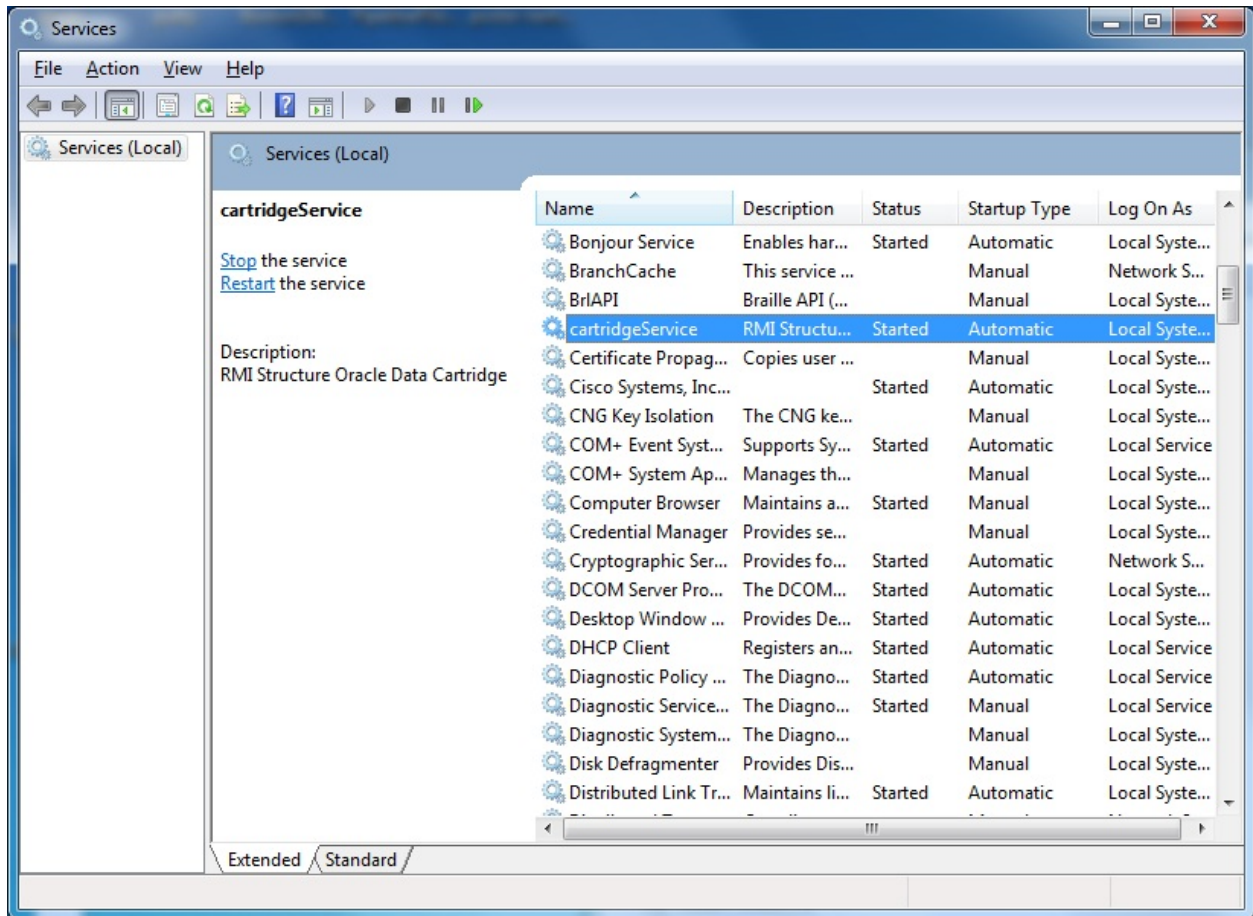 Services
File Action View Help
Services (Local)
Services (Local)
cartridgeService
Stop the service
Restart the service
Description:
RMI Structure Oracle Data Cartridge
Name Description Status Startup Type Log On As
Bonjour Service Enables har... Started Automatic Local Syste...
BranchCache This service ... Manual Network S...
BrlAPI Braille API (... Manual Local Syste...
cartridgeService RMI Structu... Started Automatic Local Syste...
Certificate Propag... Copies user ... Manual Local Syste...
Cisco Systems, Inc... Started Automatic Local Syste...
CNG Key Isolation The CNG ke... Manual Local Syste...
COM+ Event Syst... Supports Sy... Started Automatic Local Service
COM+ System Ap... Manages th... Manual Local Syste...
Computer Browser Maintains a... Started Manual Local Syste...
Credential Manager Provides se... Manual Local Syste...
Cryptographic Ser... Provides fo... Started Automatic Network S...
DCOM Server Pro... The DCOM... Started Automatic Local Syste...
Desktop Window ... Provides De... Started Automatic Local Syste...
DHCP Client Registers an... Started Automatic Local Service
Diagnostic Policy ... The Diagno... Started Automatic Local Service
Diagnostic Service... The Diagno... Started Manual Local Service
Diagnostic System... The Diagno... Manual Local Syste...
Disk Defragmenter Provides Dis... Manual Local Syste...
Distributed Link Tr... Maintains li... Started Automatic Local Syste...
Extended Standard